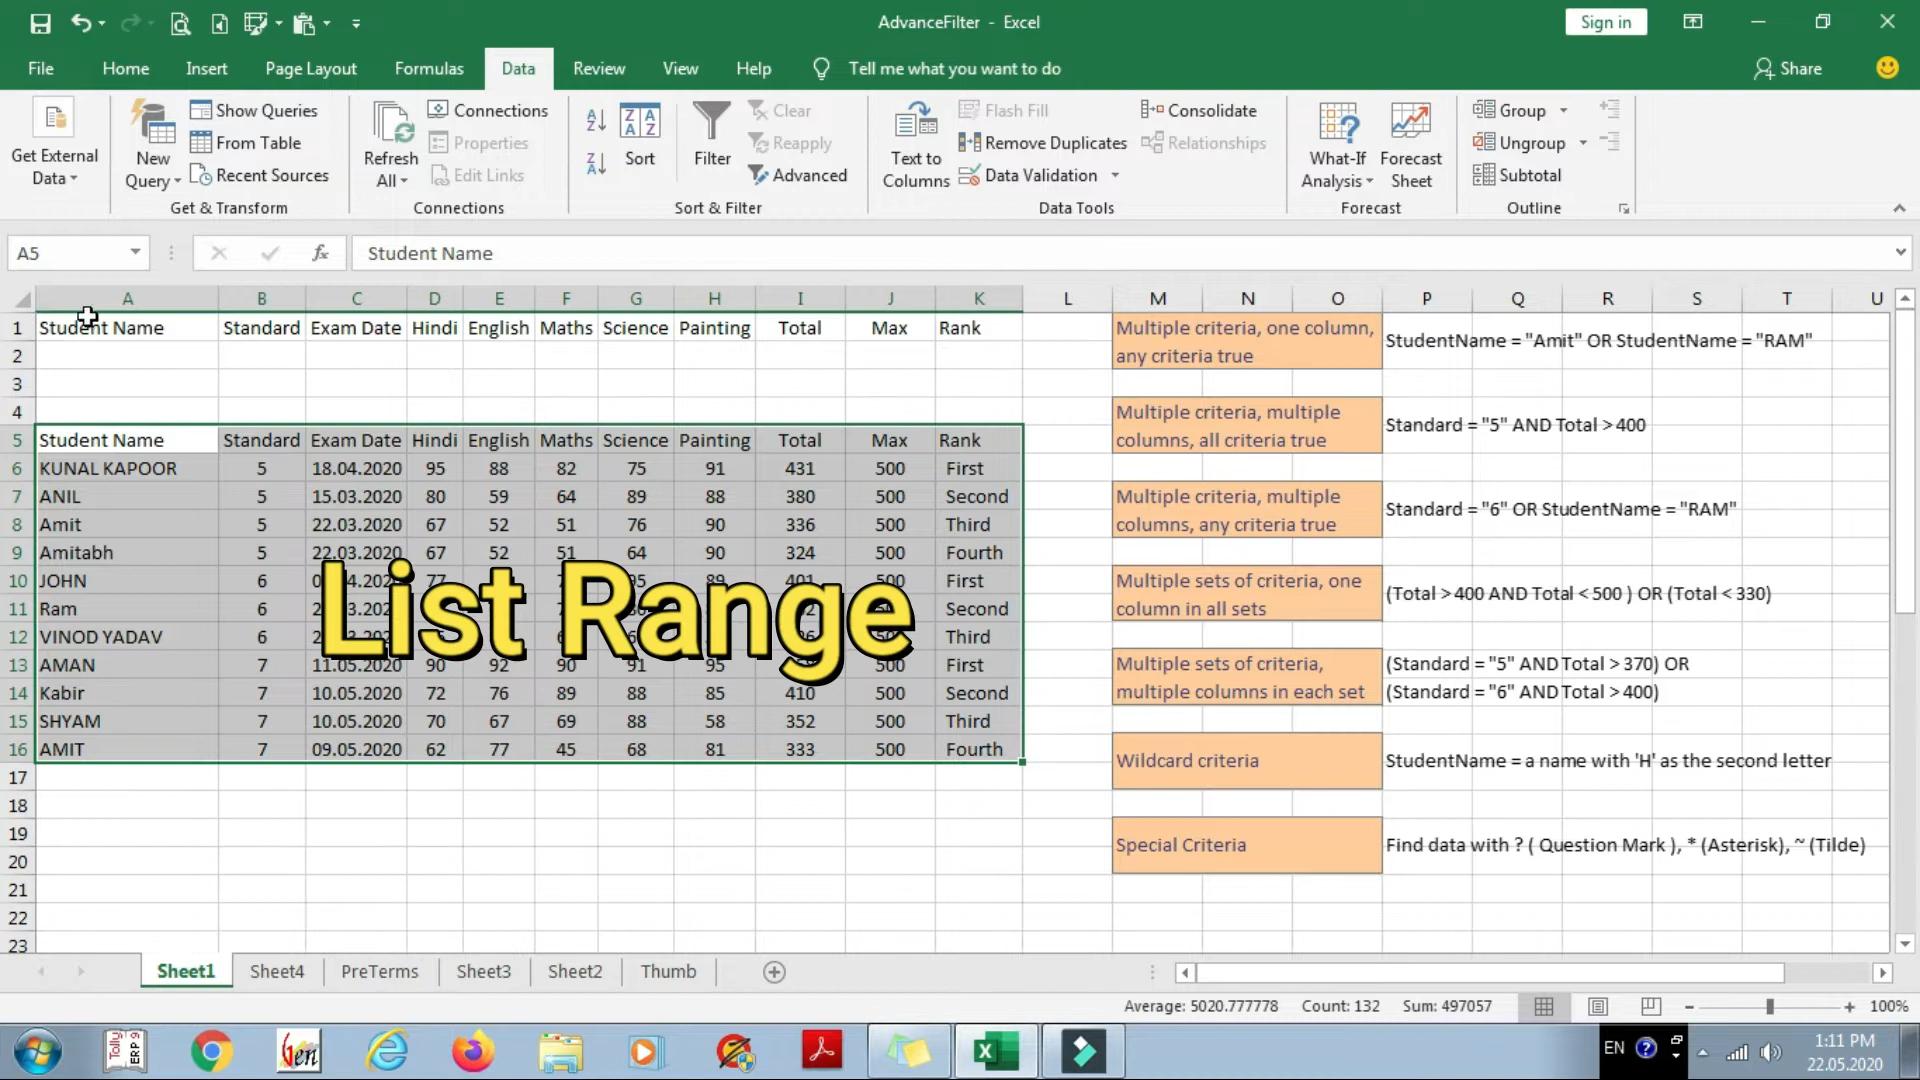 AdvanceFilter - Excel
Sign in
File Home Insert Page Layout Formulas Data Review View Help Tell me what you want to do Share
Get External Data
New Query
Show Queries
From Table
Recent Sources
Get & Transform
Refresh All
Connections
Properties
Edit Links
Connections
Sort
Filter
Clear
Reapply
Advanced
Sort & Filter
Text to Columns
Flash Fill
Remove Duplicates
Data Validation
Consolidate
Relationships
Data Tools
What-If Analysis
Forecast Sheet
Forecast
Group
Ungroup
Subtotal
Outline
A5 fx Student Name
A B C D E F G H I J K L M N O P Q R S T U
1 Student Name Standard Exam Date Hindi English Maths Science Painting Total Max Rank
2
3
4
5 Student Name Standard Exam Date Hindi English Maths Science Painting Total Max Rank
6 KUNAL KAPOOR 5 18.04.2020 95 88 82 75 91 431 500 First
7 ANIL 5 15.03.2020 80 59 64 89 88 380 500 Second
8 Amit 5 22.03.2020 67 52 51 76 90 336 500 Third
9 Amitabh 5 22.03.2020 67 52 51 64 90 324 500 Fourth
10 JOHN 6 First
11 Ram 6 Second
12 VINOD YADAV 6 Third
13 AMAN 7 11.05.2020 90 92 90 91 95 500 First
14 Kabir 7 10.05.2020 72 76 89 88 85 410 500 Second
15 SHYAM 7 10.05.2020 70 67 69 88 58 352 500 Third
16 AMIT 7 09.05.2020 62 77 45 68 81 333 500 Fourth
17
18
19
20
21
22
23
List Range
Multiple criteria, one column,
any criteria true
StudentName = "Amit" OR StudentName = "RAM"
Multiple criteria, multiple
columns, all criteria true
Standard = "5" AND Total > 400
Multiple criteria, multiple
columns, any criteria true
Standard = "6" OR StudentName = "RAM"
Multiple sets of criteria, one
column in all sets
(Total > 400 AND Total < 500 ) OR (Total < 330)
Multiple sets of criteria,
multiple columns in each set
(Standard = "5" AND Total > 370) OR
(Standard = "6" AND Total > 400)
Wildcard criteria
StudentName = a name with 'H' as the second letter
Special Criteria
Find data with ? ( Question Mark ), * (Asterisk), ~ (Tilde)
Sheet1 Sheet4 PreTerms Sheet3 Sheet2 Thumb
Average: 5020.777778 Count: 132 Sum: 497057 100%
Tally ERP 9
Gen
EN
1:11 PM
22.05.2020